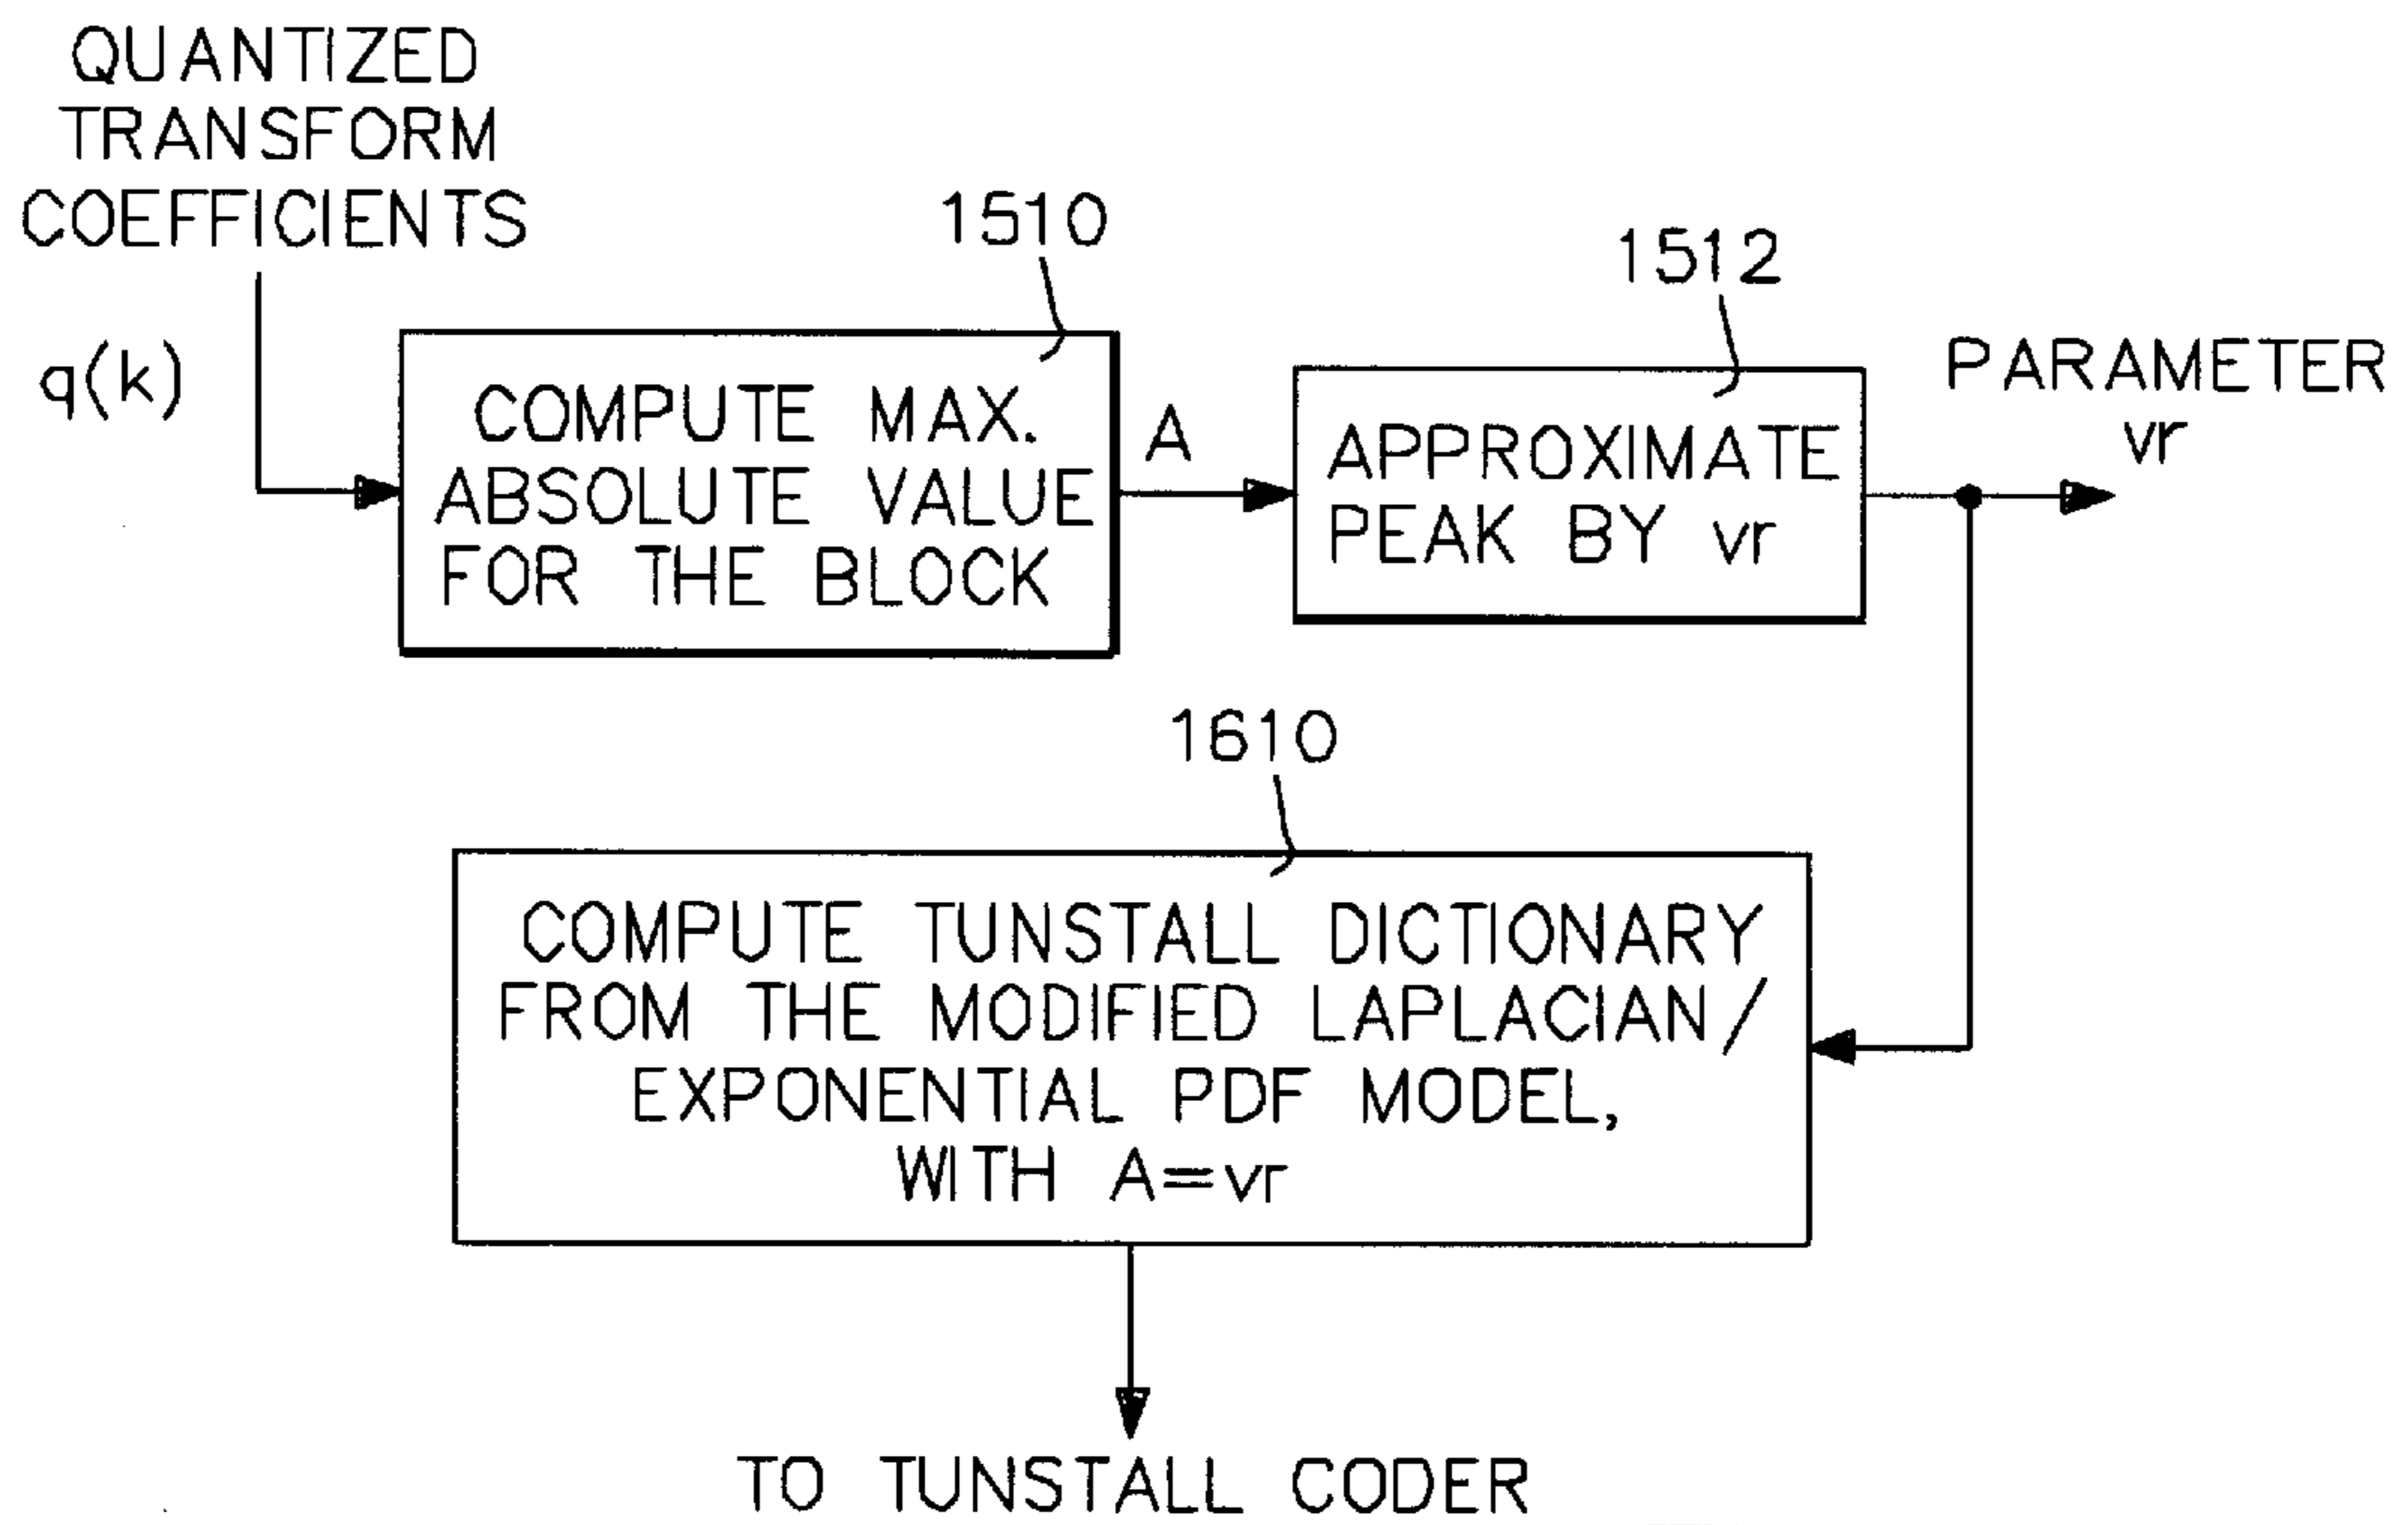 QUANTIZED
TRANSFORM
COEFFICIENTS
q(k)
1510
COMPUTE MAX.
ABSOLUTE VALUE
FOR THE BLOCK
A
1512
APPROXIMATE
PEAK BY vr
PARAMETER
vr
1610
COMPUTE TUNSTALL DICTIONARY
FROM THE MODIFIED LAPLACIAN/
EXPONENTIAL PDF MODEL,
WITH A=vr
TO TUNSTALL CODER